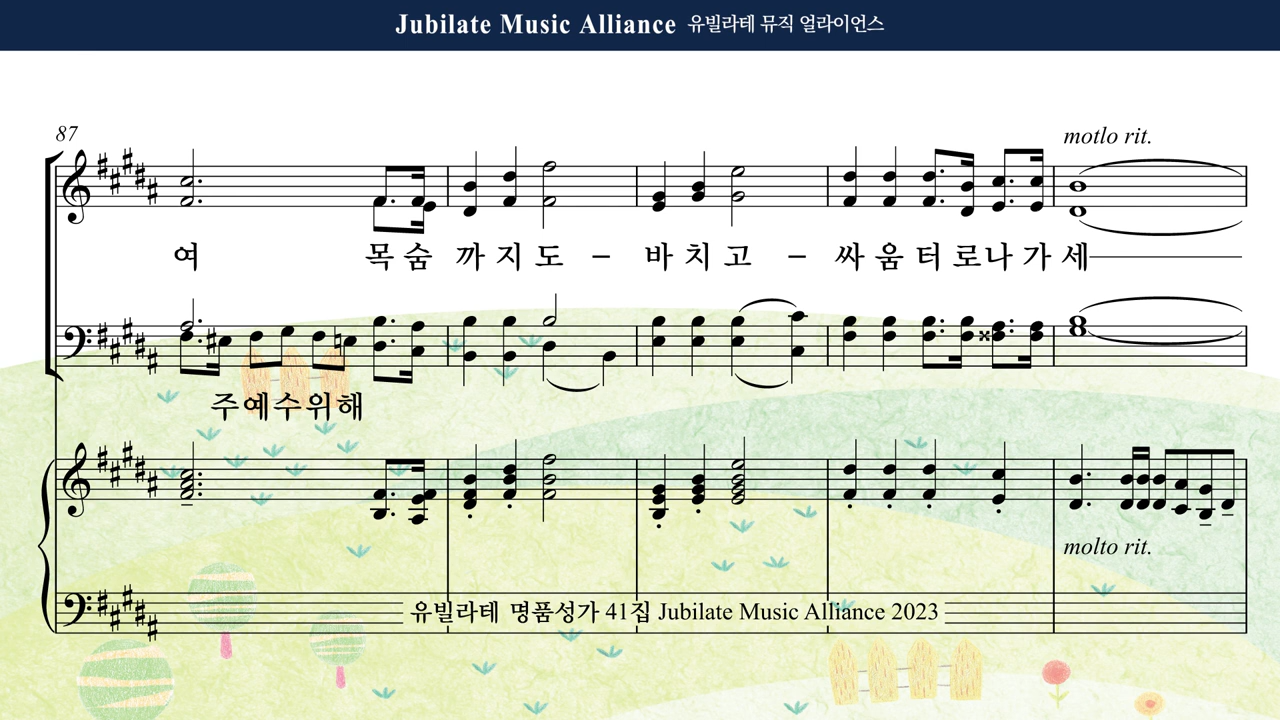 Jubilate Music Alliance 유빌라테 뮤직 얼라이언스
87
motlo rit.
여 목 숨 까 지 도 - 바 치 고 - 싸 움 터 로 나 가 세
주 예 수 위 해
molto rit.
유빌라테 명품성가 41집 Jubilate Music Alliance 2023